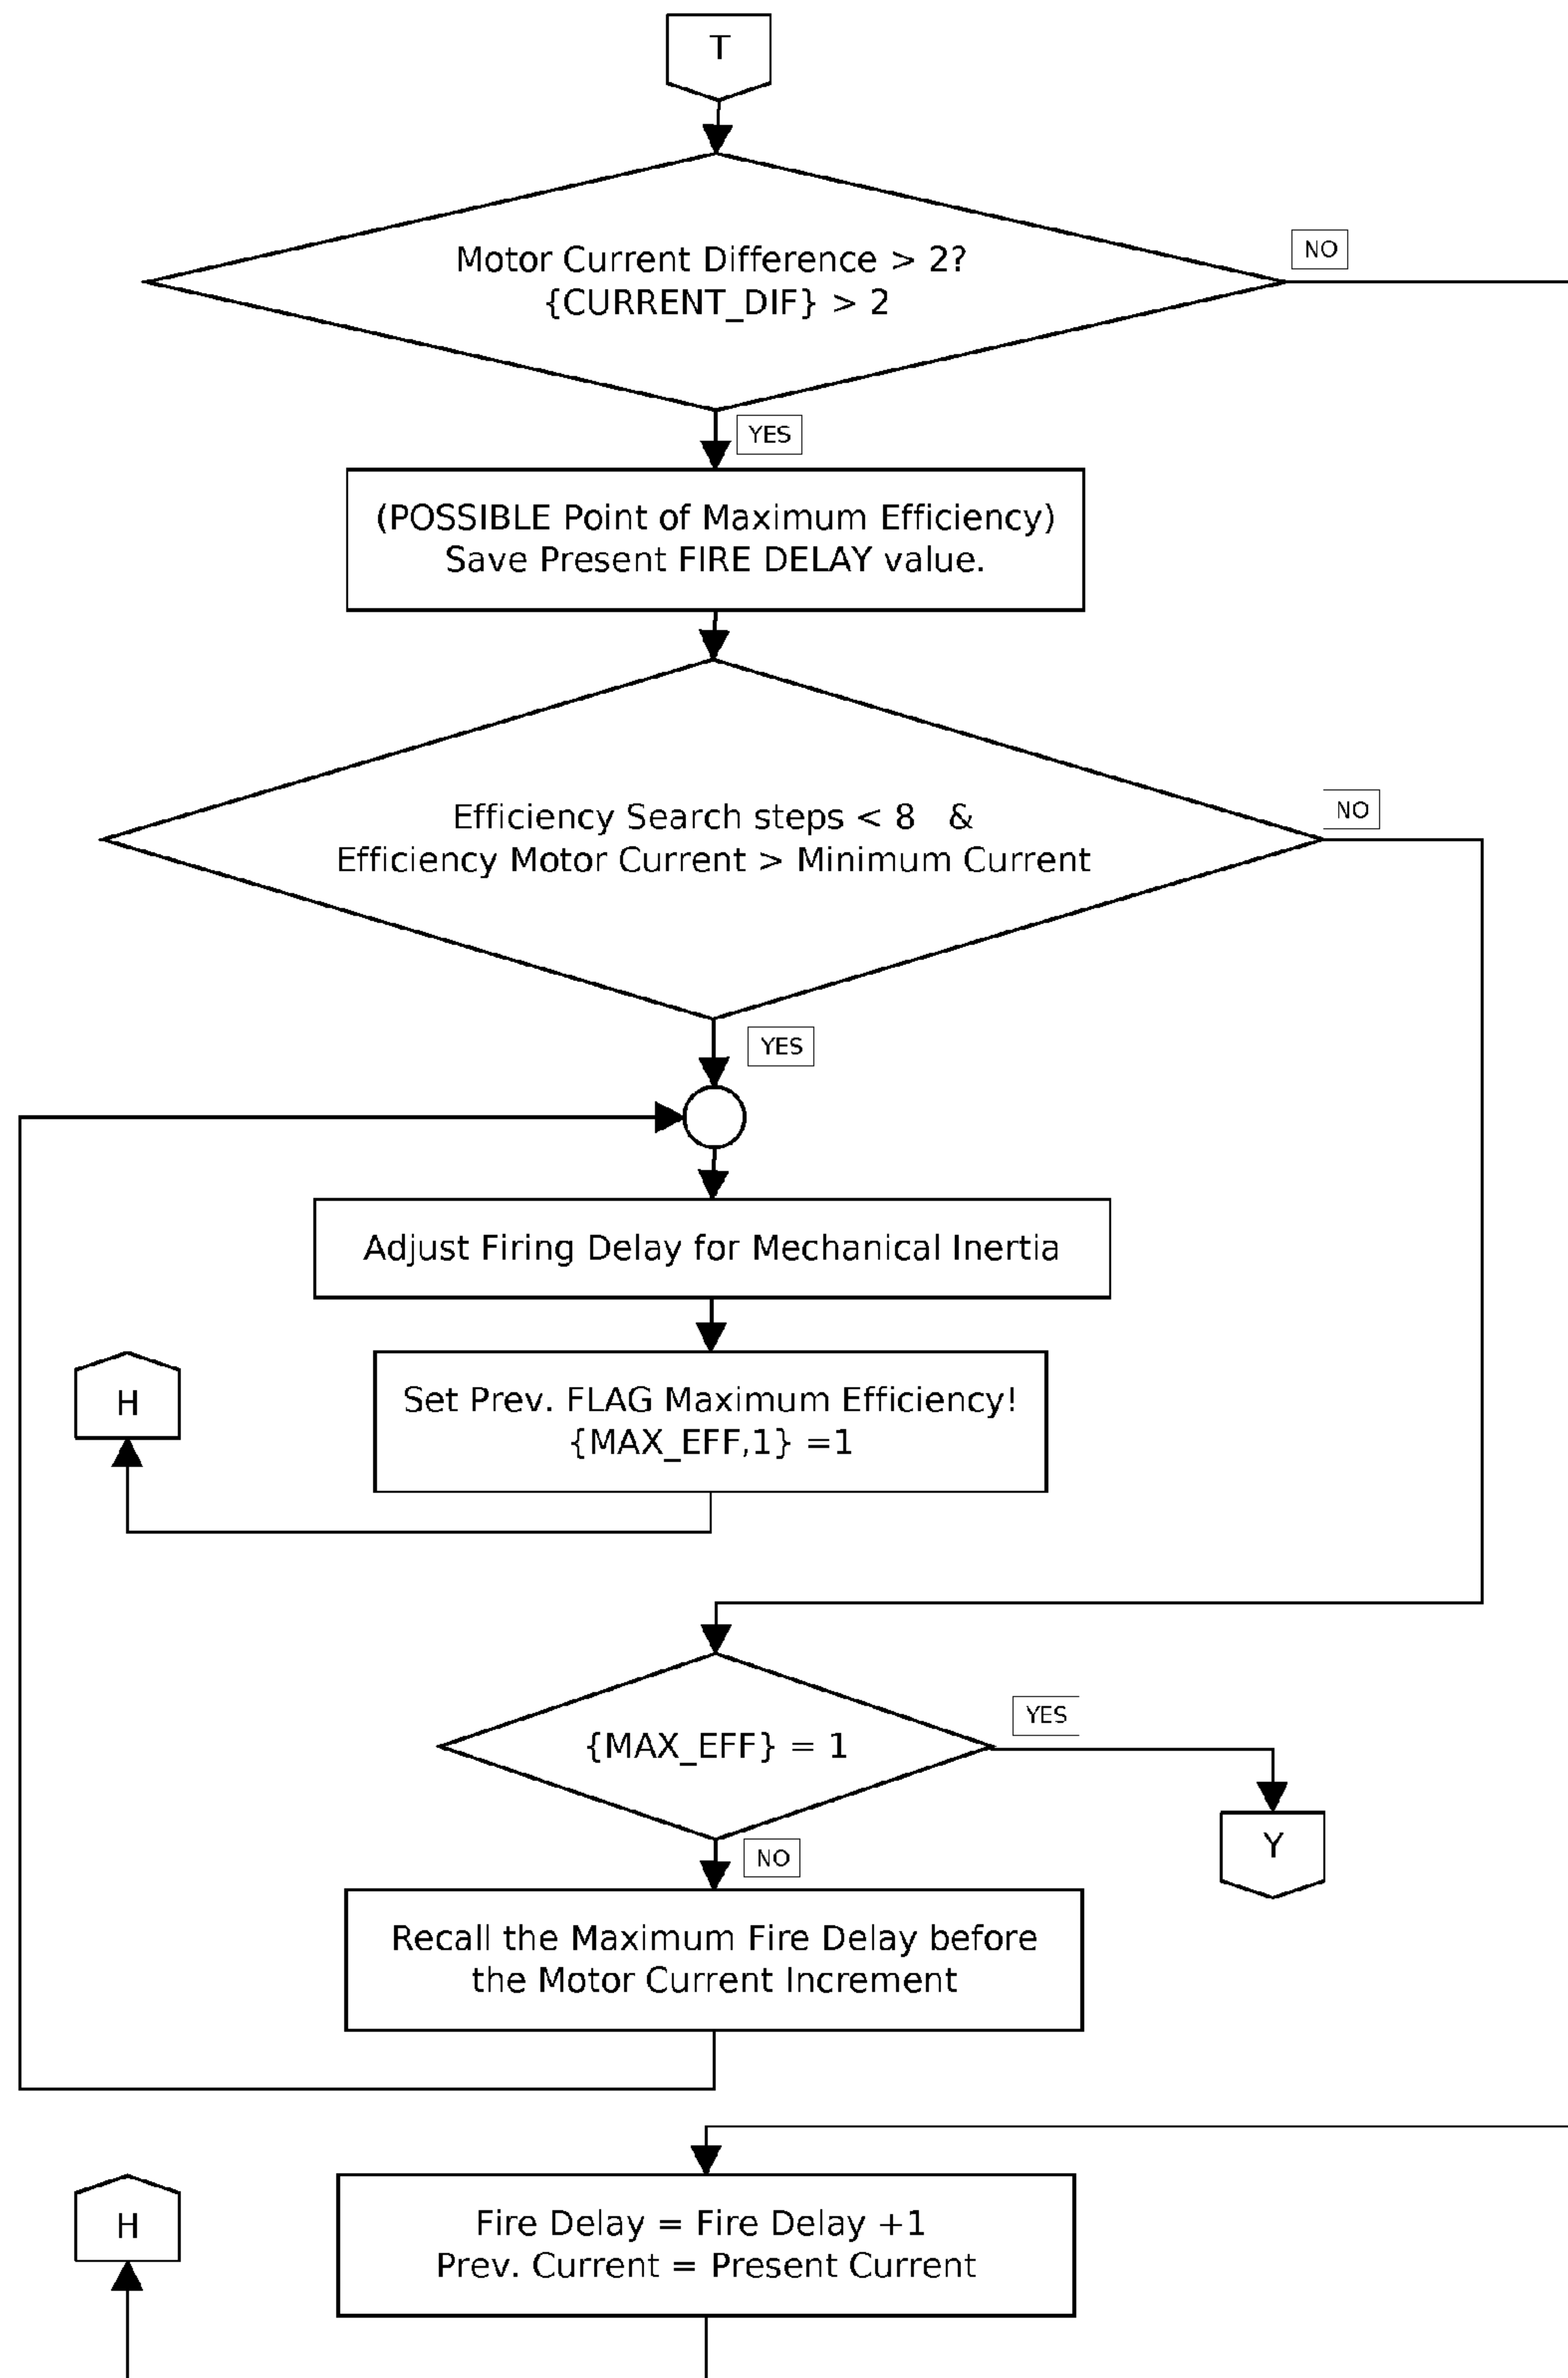 T
Motor Current Difference > 2?
{CURRENT_DIF} > 2
NO
YES
(POSSIBLE Point of Maximum Efficiency)
Save Present FIRE DELAY value.
Efficiency Search steps < 8 &
Efficiency Motor Current > Minimum Current
NO
YES
Adjust Firing Delay for Mechanical Inertia
Set Prev. FLAG Maximum Efficiency!
{MAX_EFF,1} =1
H
{MAX_EFF} = 1
YES
Y
NO
Recall the Maximum Fire Delay before
the Motor Current Increment
H
Fire Delay = Fire Delay +1
Prev. Current = Present Current